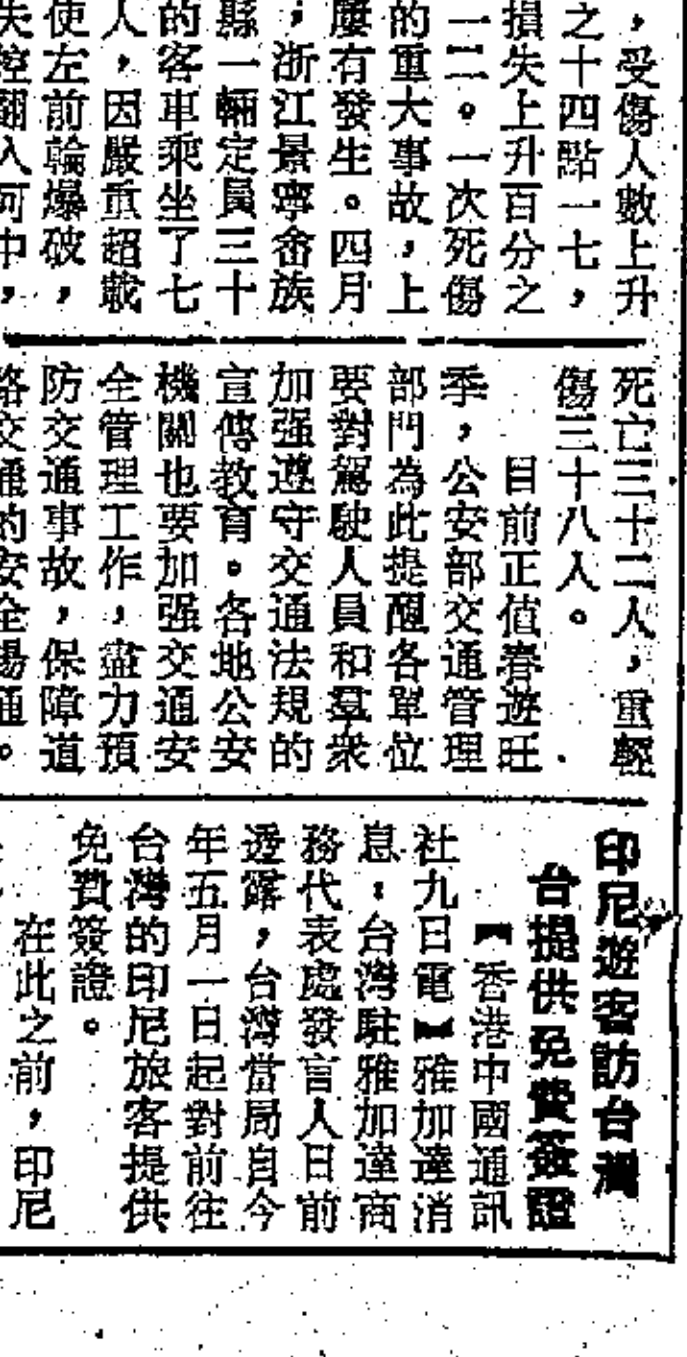 ，受傷人數上升
之十四點一七，
損失上升百分之
一二。一次死傷
的重大事故，上
屢有發生。四月
，浙江景寧畲族
縣一輛定員三十
的客車乘坐了七
人，因嚴重超載
使左前輪爆破，
失控翻入河中，
死亡三十二人，重輕
傷三十八人。
目前正值春遊旺
季，公安部交通管理
部門為此提醒各單位
要對駕駛人員和羣衆
加强遵守交通法規的
宣傳教育。各地公安
機關也要加强交通安
全管理工作，盡力預
防交通事故，保障道
路交通的安全暢通。
印尼遊客訪台灣
台提供免費簽證
【香港中國通訊
社九日電】雅加達消
息：台灣駐雅加達商
務代表處發言人日前
透露，台灣當局自今
年五月一日起對前往
台灣的印尼旅客提供
免費簽證。
在此之前，印尼